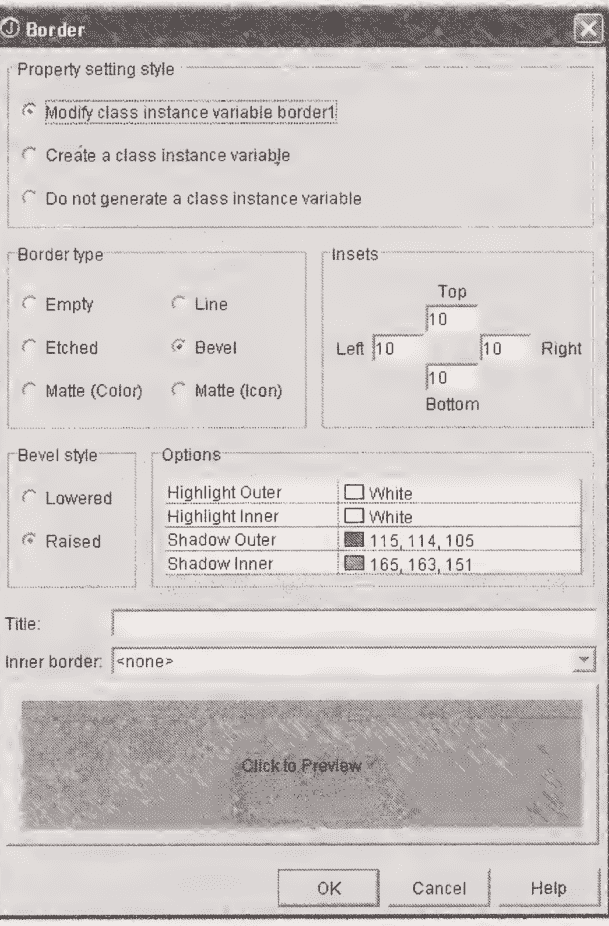 Border
Property setting style
Modify class instance variable border1
Create a class instance variable
Do not generate a class instance variable
Border type
Empty
Line
Etched
Bevel
Matte (Color)
Matte (Icon)
Insets
Top
10
Left 10 10 Right
10
Bottom
Bevel style
Lowered
Raised
Options
Highlight Outer White
Highlight Inner White
Shadow Outer 115, 114, 105
Shadow Inner 165, 163, 151
Title:
Inner border: <none>
Click to Preview
OK Cancel Help